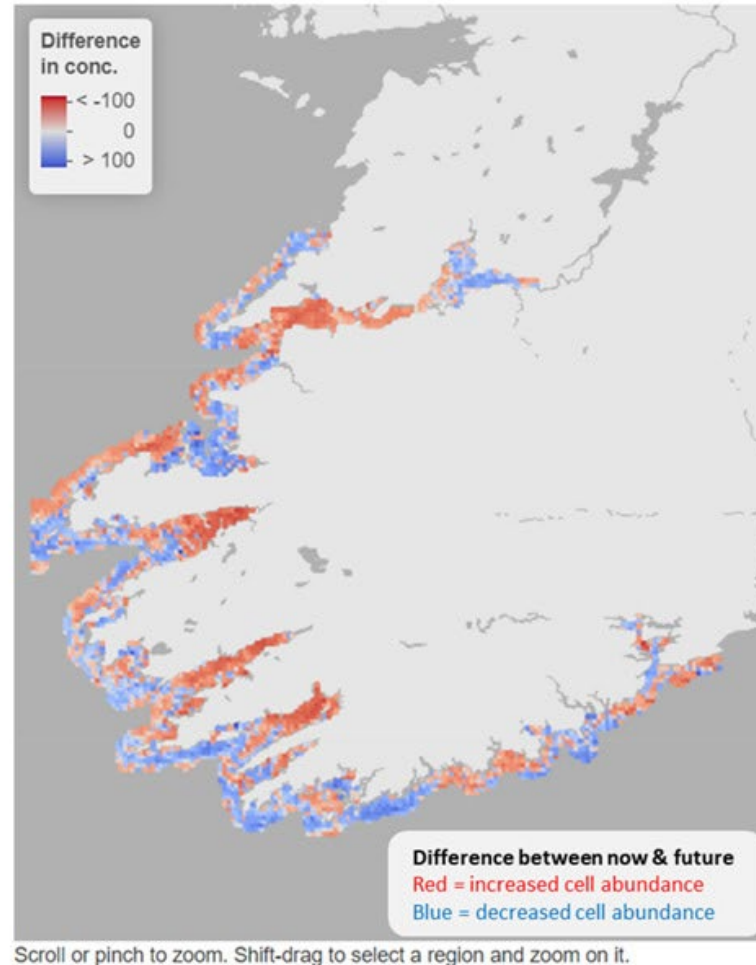 Difference
in conc.
< -100
0
> 100
Difference between now & future
Red = increased cell abundance
Blue = decreased cell abundance
Scroll or pinch to zoom. Shift-drag to select a region and zoom on it.